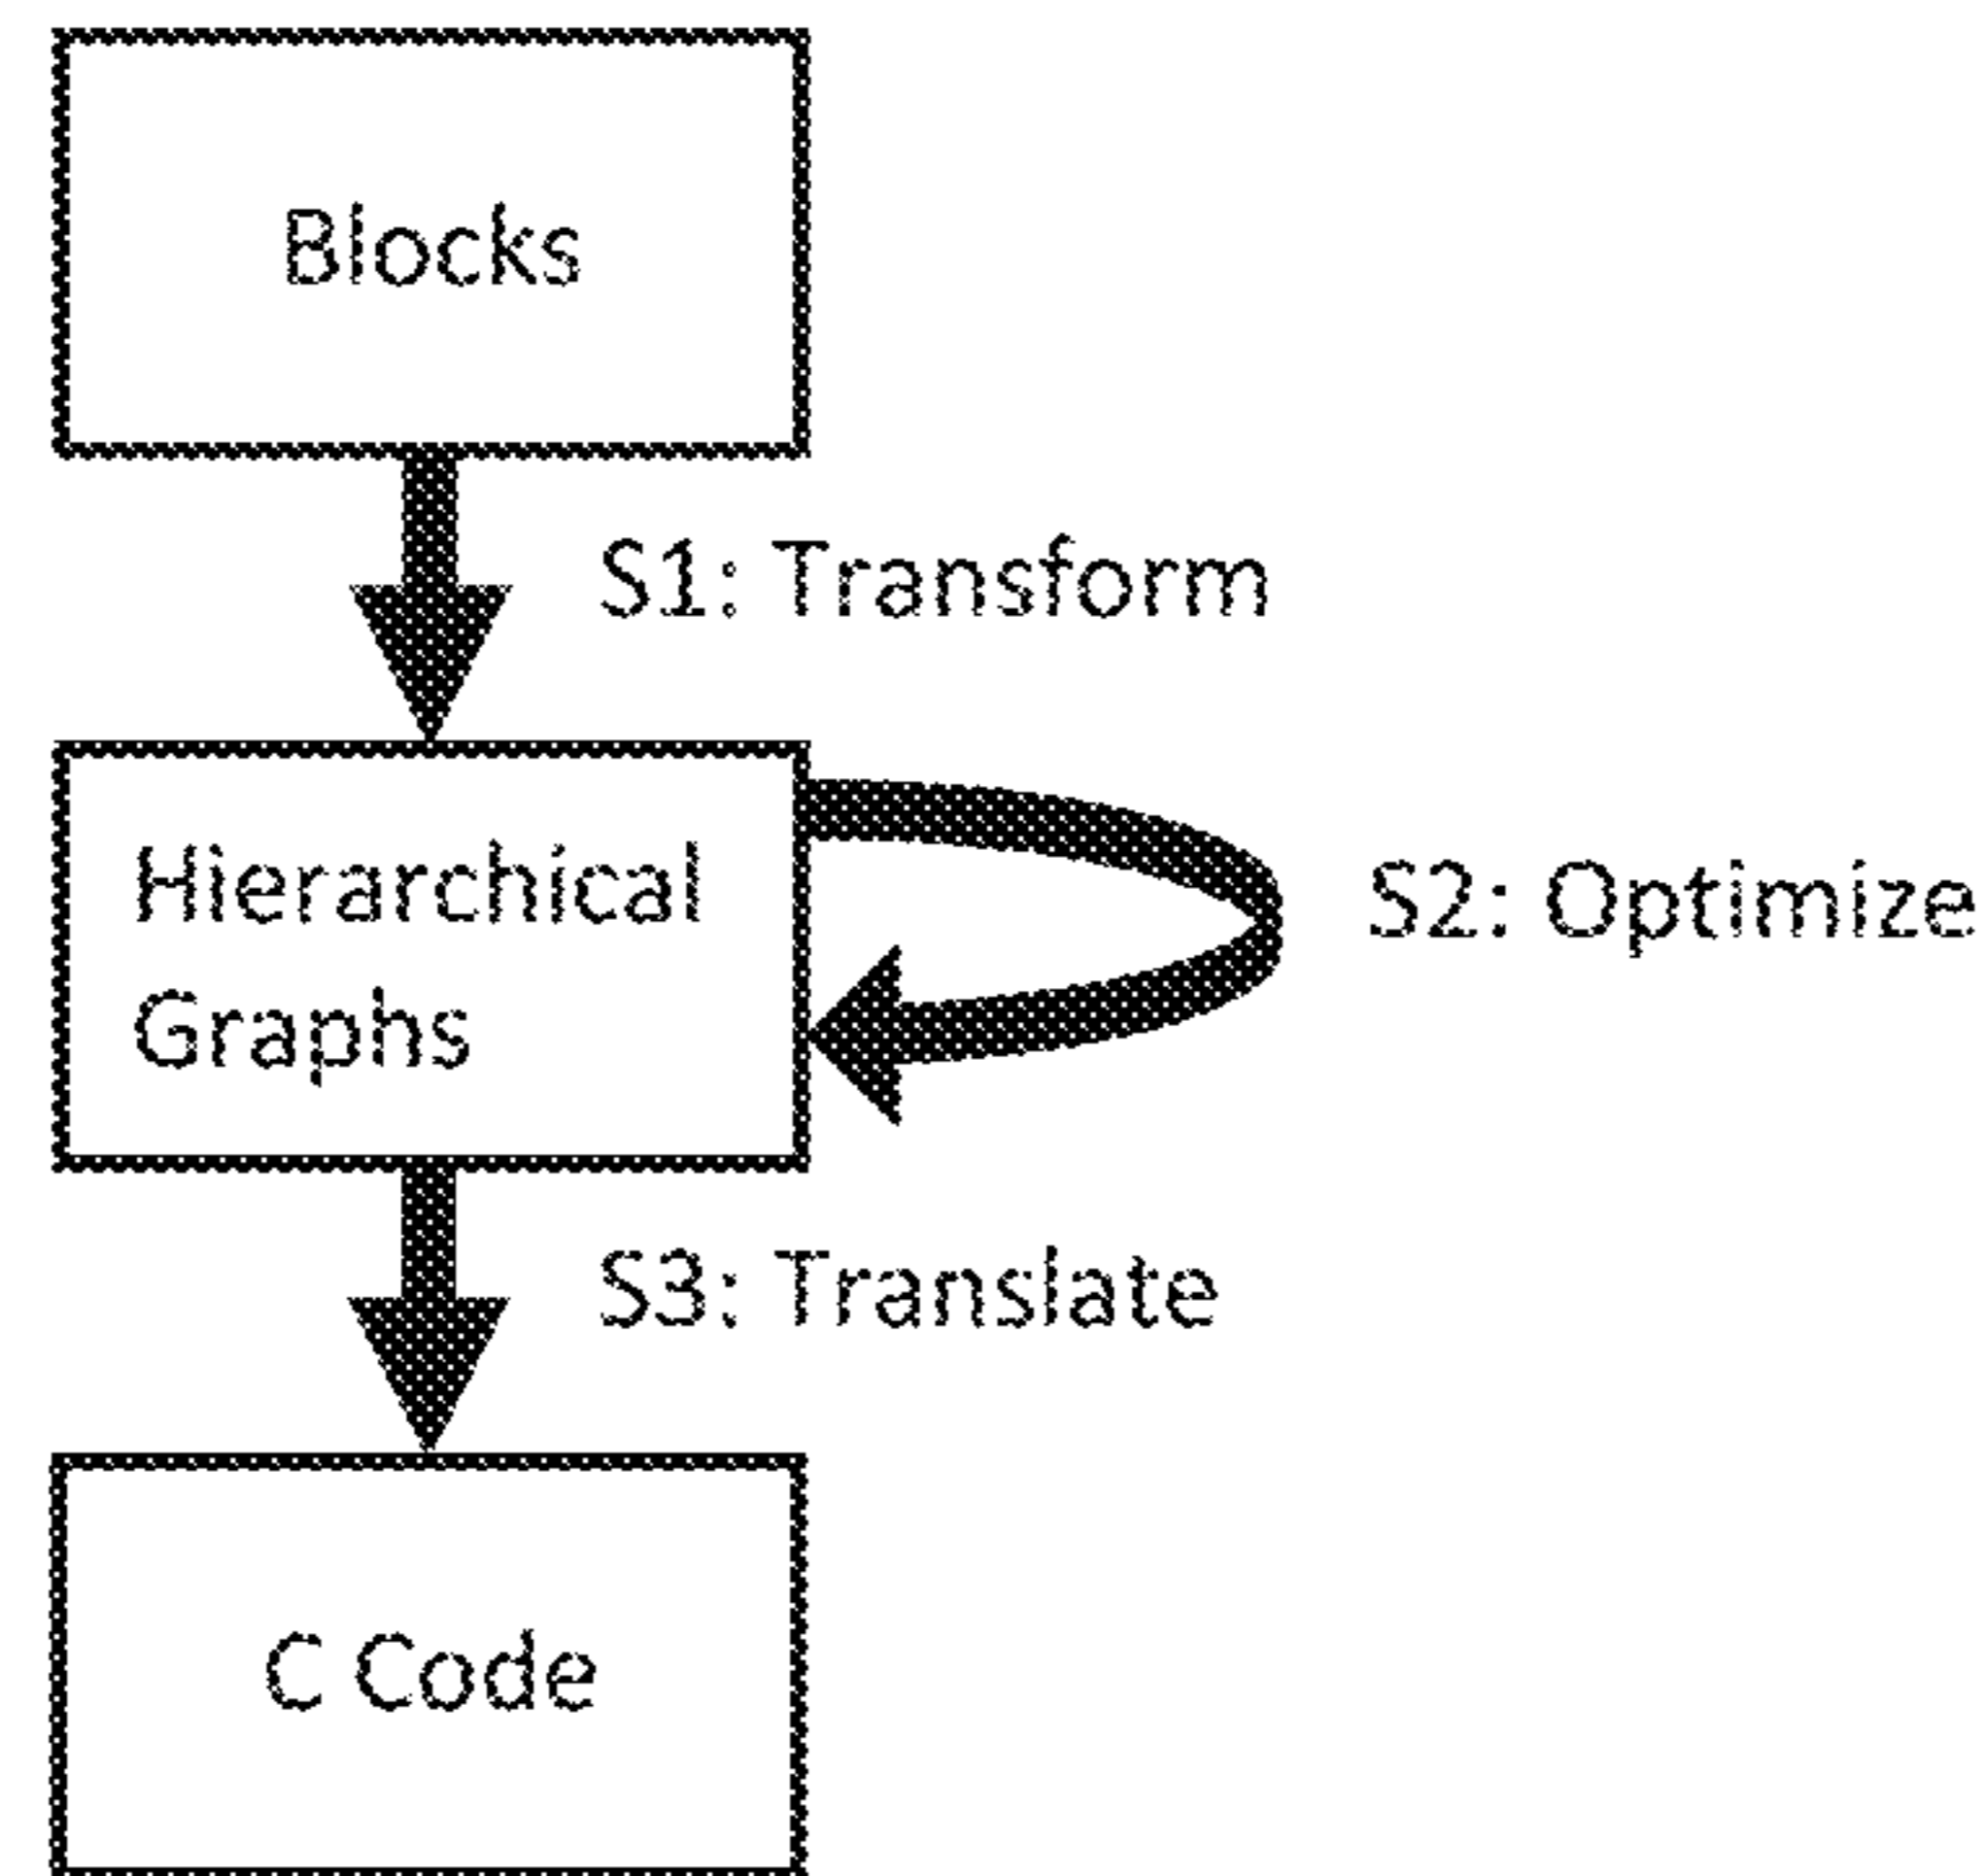 Blocks
S1: Transform
Hierarchical
Graphs
S2: Optimize
S3: Translate
C Code